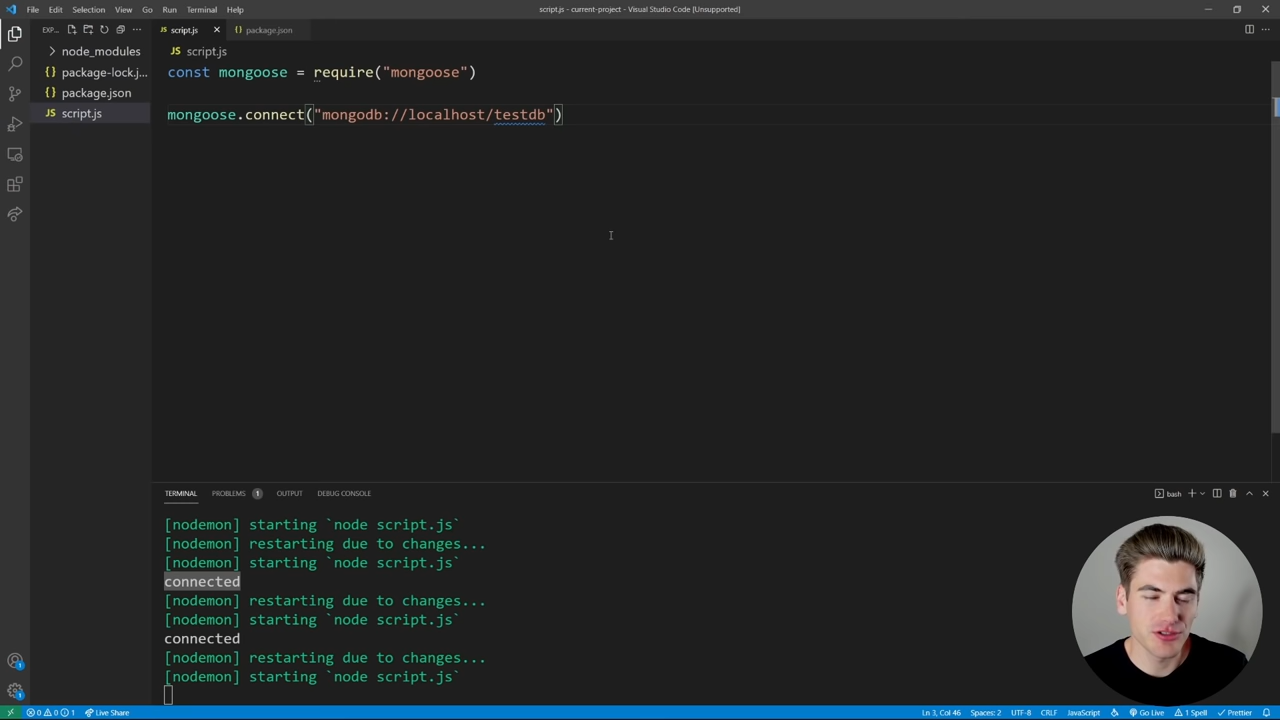 File Edit Selection View Go Run Terminal Help
script.js - current-project - Visual Studio Code [Unsupported]
EXP...
script.js
package.json
node_modules
package-lock.j...
package.json
script.js
JS script.js
const mongoose = require("mongoose")
mongoose.connect("mongodb://localhost/testdb")
TERMINAL PROBLEMS 1 OUTPUT DEBUG CONSOLE
bash
[nodemon] starting `node script.js`
[nodemon] restarting due to changes...
[nodemon] starting `node script.js`
connected
[nodemon] restarting due to changes...
[nodemon] starting `node script.js`
connected
[nodemon] restarting due to changes...
[nodemon] starting `node script.js`
0 0 1 Live Share
Ln 3, Col 46 Spaces: 2 UTF-8 CRLF JavaScript Go Live 1 Spell Prettier